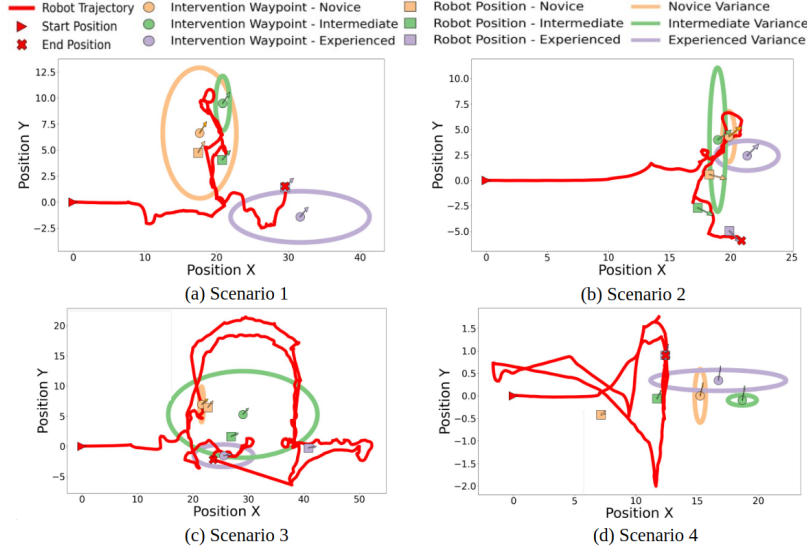 Robot Trajectory
Start Position
End Position
Intervention Waypoint - Novice
Intervention Waypoint - Intermediate
Intervention Waypoint - Experienced
Robot Position - Novice
Robot Position - Intermediate
Robot Position - Experienced
Novice Variance
Intermediate Variance
Experienced Variance
Position Y
12.5
10.0
7.5
5.0
2.5
0.0
−2.5
0
10
20
30
40
Position X
(a) Scenario 1
Position Y
10.0
7.5
5.0
2.5
0.0
−2.5
−5.0
0
5
10
15
20
25
Position X
(b) Scenario 2
Position Y
20
15
10
5
0
−5
0
10
20
30
40
50
Position X
(c) Scenario 3
Position Y
1.5
1.0
0.5
0.0
−0.5
−1.0
−1.5
−2.0
0
5
10
15
20
Position X
(d) Scenario 4